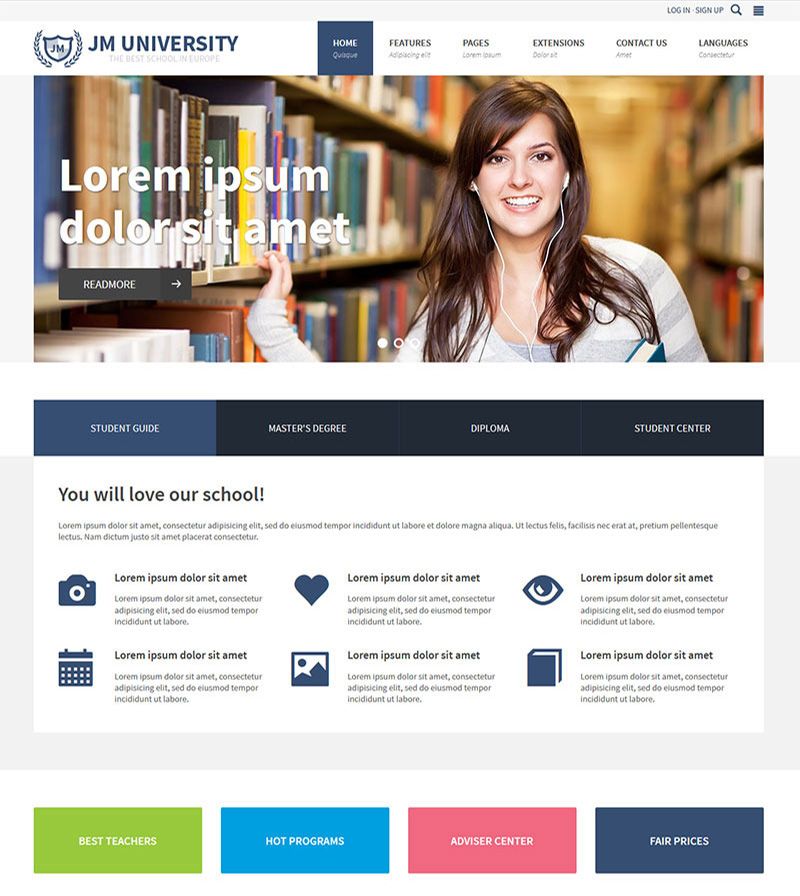 LOG IN · SIGN UP
JM
JM UNIVERSITY
THE BEST SCHOOL IN EUROPE
HOME
Quisque
FEATURES
Adipiscing elit
PAGES
Lorem ipsum
EXTENSIONS
Dolor sit
CONTACT US
Amet
LANGUAGES
Consectetur
Lorem ipsum
dolor sit amet
READMORE
STUDENT GUIDE
MASTER'S DEGREE
DIPLOMA
STUDENT CENTER
You will love our school!
Lorem ipsum dolor sit amet, consectetur adipisicing elit, sed do eiusmod tempor incididunt ut labore et dolore magna aliqua. Ut lectus felis, facilisis nec erat at, pretium pellentesque
lectus. Nam dictum justo sit amet placerat consectetur.
Lorem ipsum dolor sit amet
Lorem ipsum dolor sit amet, consectetur
adipiscing elit, sed do eiusmod tempor
incididunt ut labore.
Lorem ipsum dolor sit amet
Lorem ipsum dolor sit amet, consectetur
adipiscing elit, sed do eiusmod tempor
incididunt ut labore.
Lorem ipsum dolor sit amet
Lorem ipsum dolor sit amet, consectetur
adipiscing elit, sed do eiusmod tempor
incididunt ut labore.
Lorem ipsum dolor sit amet
Lorem ipsum dolor sit amet, consectetur
adipiscing elit, sed do eiusmod tempor
incididunt ut labore.
Lorem ipsum dolor sit amet
Lorem ipsum dolor sit amet, consectetur
adipiscing elit, sed do eiusmod tempor
incididunt ut labore.
Lorem ipsum dolor sit amet
Lorem ipsum dolor sit amet, consectetur
adipiscing elit, sed do eiusmod tempor
incididunt ut labore.
BEST TEACHERS
HOT PROGRAMS
ADVISER CENTER
FAIR PRICES